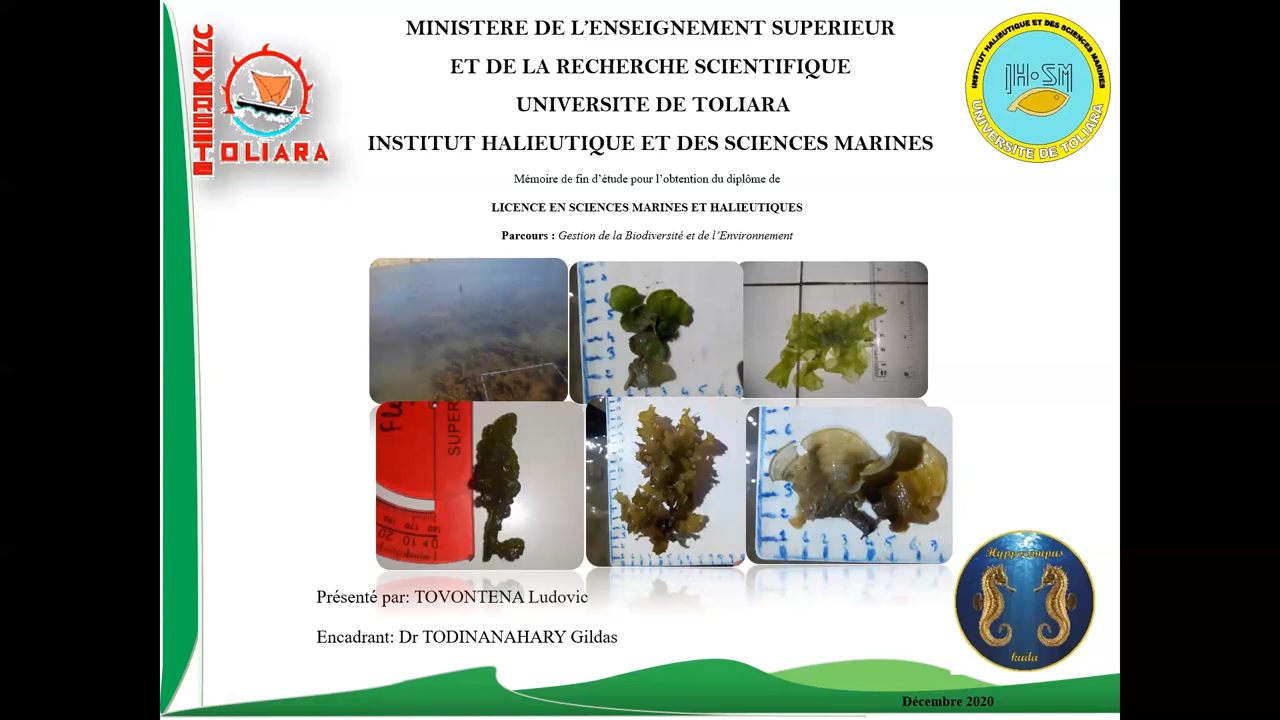 MINISTERE DE L'ENSEIGNEMENT SUPERIEUR
ET DE LA RECHERCHE SCIENTIFIQUE
UNIVERSITE DE TOLIARA
INSTITUT HALIEUTIQUE ET DES SCIENCES MARINES
UNIVERSITE
TOLIARA
INSTITUT HALIEUTIQUE ET DES SCIENCES MARINES
IH.SM
UNIVERSITE DE TOLIARA
Mémoire de fin d'étude pour l'obtention du diplôme de
LICENCE EN SCIENCES MARINES ET HALIEUTIQUES
Parcours : Gestion de la Biodiversité et de l'Environnement
SUPER
Hyppocampus
kuda
Présenté par: TOVONTENA Ludovic
Encadrant: Dr TODINANAHARY Gildas
Décembre 2020